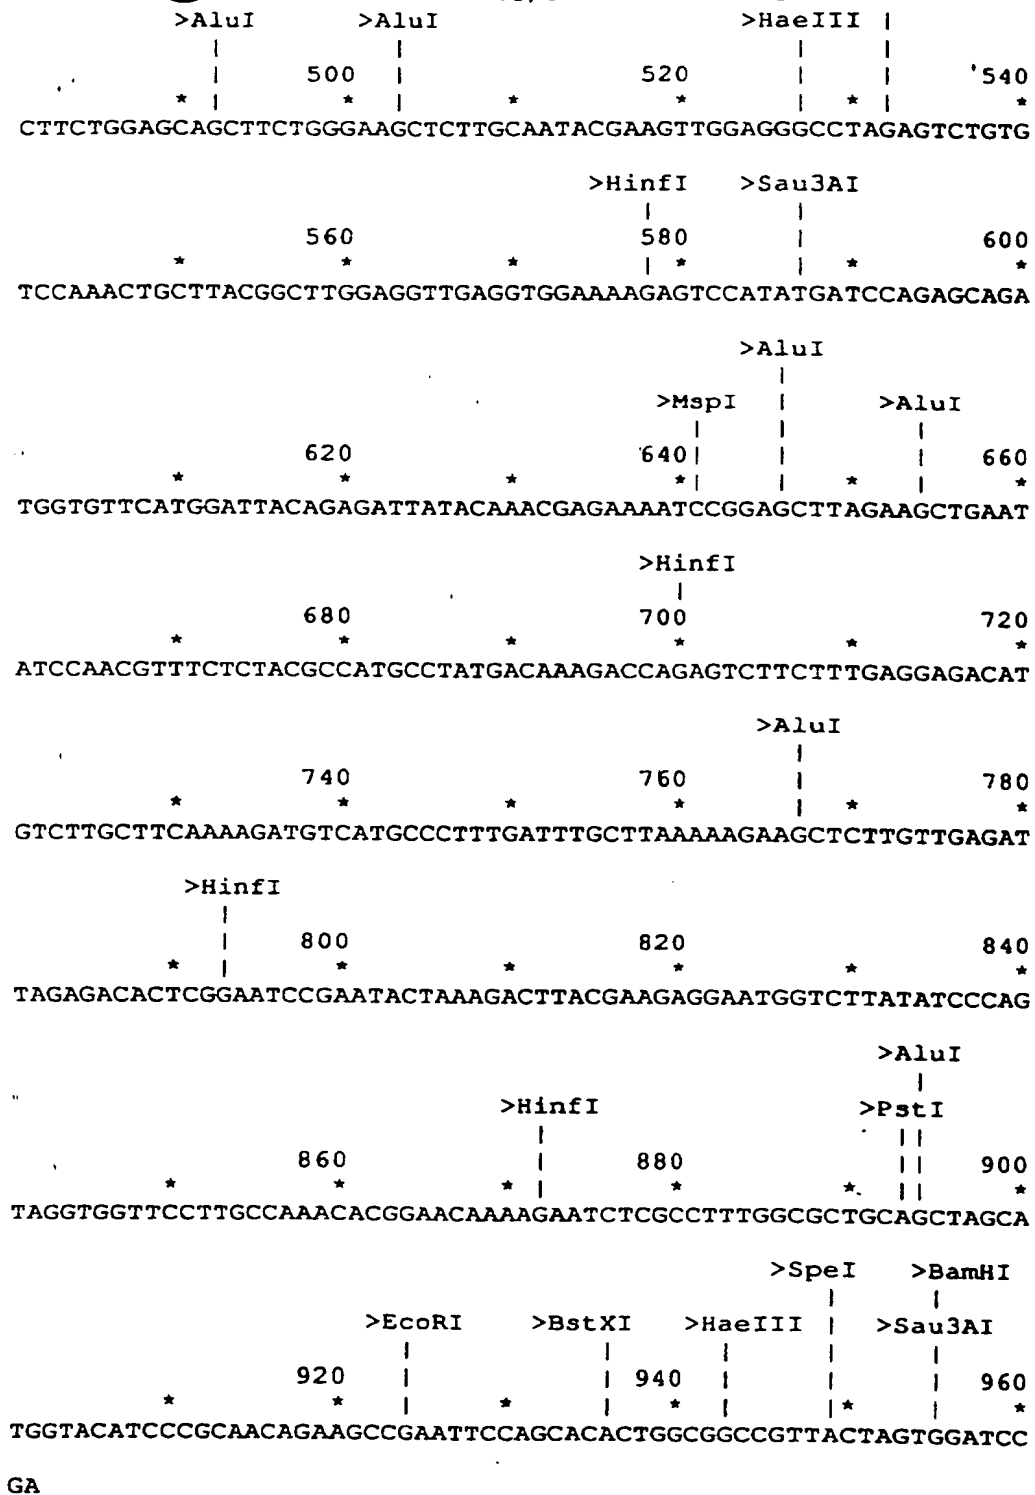 >AluI >AluI >HaeIII
500 520 540
* * * * * *
CTTCTGGAGCAGCTTCTGGGAAGCTCTTGCAATACGAAGTTGGAGGGCCTAGAGTCTGTG
>HinfI >Sau3AI
560 580 600
* * * * * *
TCCAAACTGCTTACGGCTTGGAGGTTGAGGTGGAAAAGAGTCCATATGATCCAGAGCAGA
>AluI
>MspI >AluI
620 640 660
* * * * * *
TGGTGTTCATGGATTACAGAGATTATACAAACGAGAAAATCCGGAGCTTAGAAGCTGAAT
>HinfI
680 700 720
* * * * * *
ATCCAACGTTTCTCTACGCCATGCCTATGACAAAGACCAGAGTCTTCTTTGAGGAGACAT
>AluI
740 760 780
* * * * * *
GTCTTGCTTCAAAAGATGTCATGCCCTTTGATTTGCTTAAAAAGAAGCTCTTGTTGAGAT
>HinfI
800 820 840
* * * * * *
TAGAGACACTCGGAATCCGAATACTAAAGACTTACGAAGAGGAATGGTCTTATATCCCAG
>AluI
>HinfI >PstI
860 880 900
* * * * * *
TAGGTGGTTCCTTGCCAAACACGGAACAAAAGAATCTCGCCTTTGGCGCTGCAGCTAGCA
>SpeI >BamHI
>EcoRI >BstXI >HaeIII >Sau3AI
920 940 960
* * * * * *
TGGTACATCCCGCAACAGAAGCCGAATTCCAGCACACTGGCGGCCGTTACTAGTGGATCC
GA